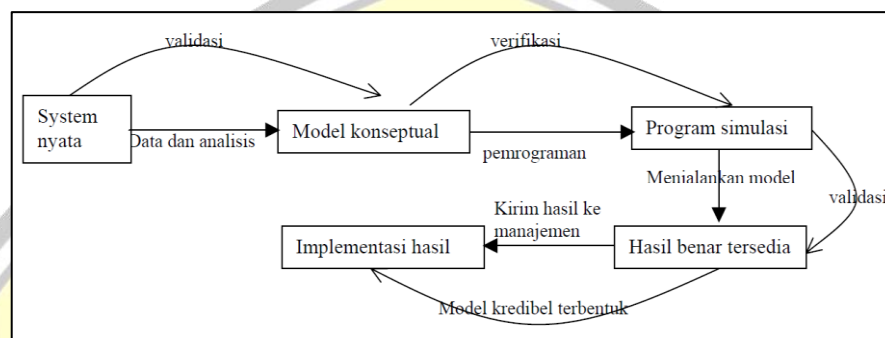 validasi
verifikasi
System
nyata
Data dan analisis
Model konseptual
pemrograman
Program simulasi
Menjalankan model
validasi
Kirim hasil ke
manajemen
Implementasi hasil
Hasil benar tersedia
Model kredibel terbentuk